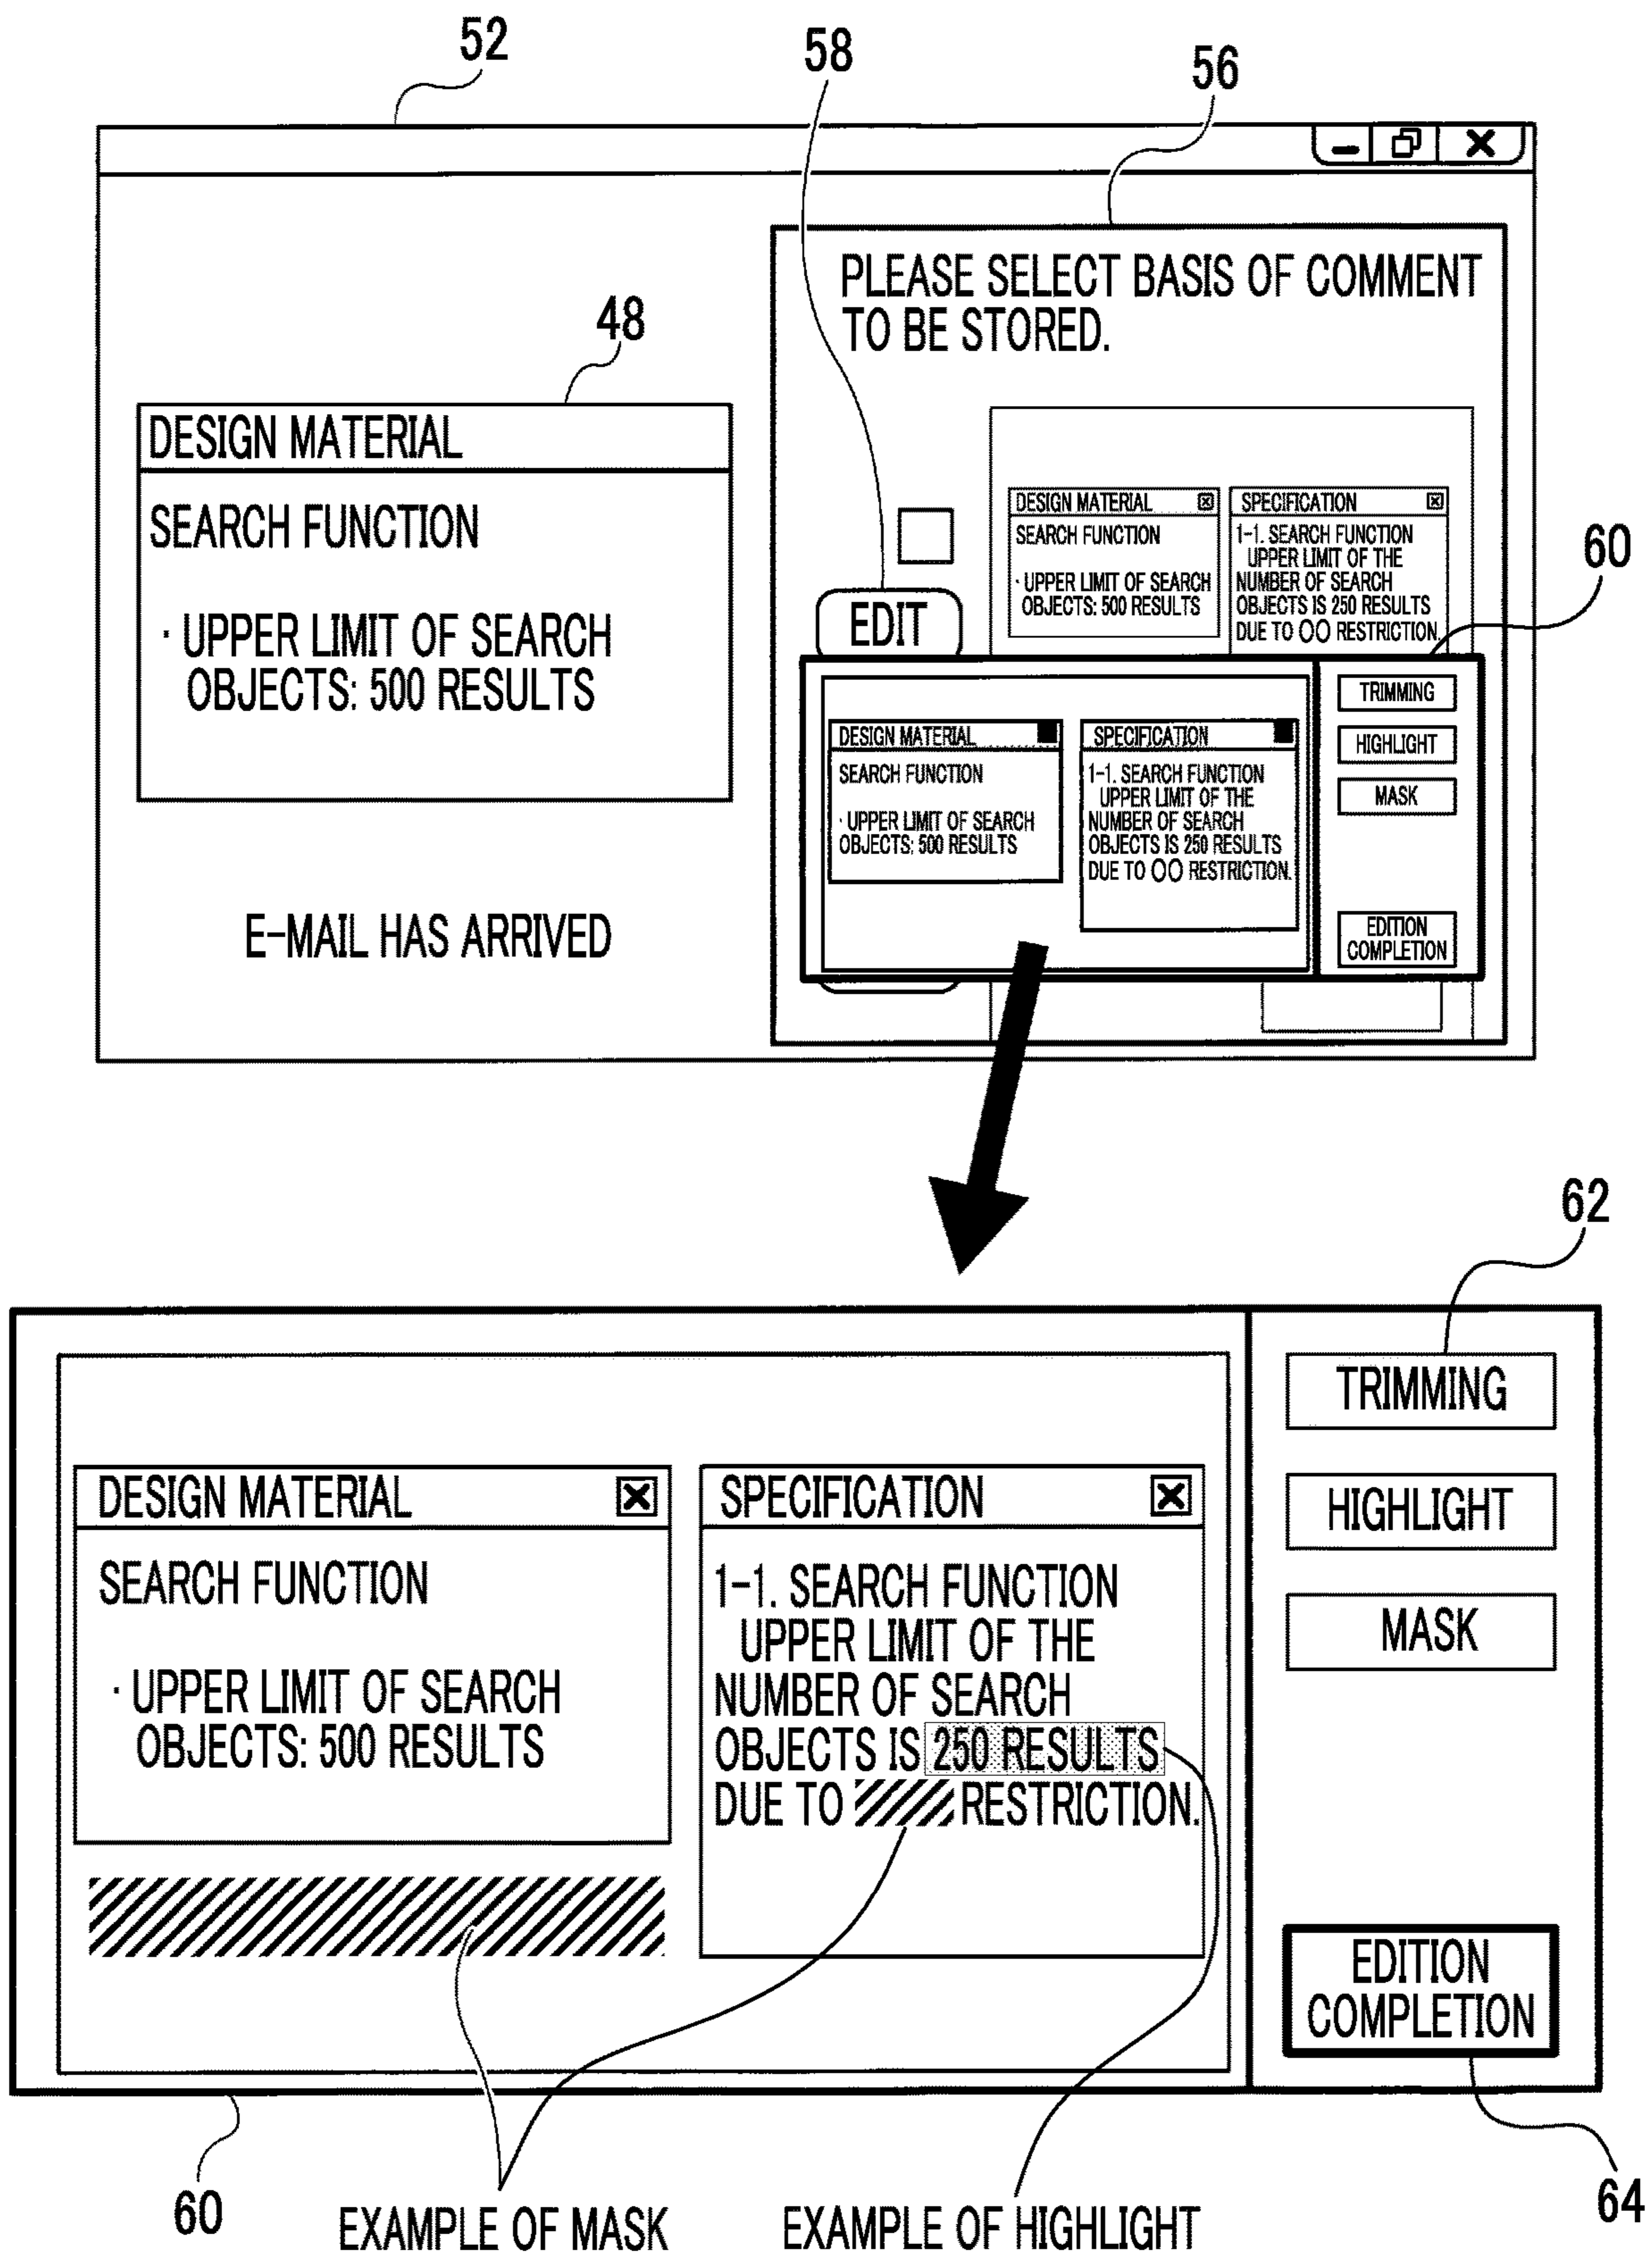 52
58
56
PLEASE SELECT BASIS OF COMMENT
TO BE STORED.
48
DESIGN MATERIAL
SEARCH FUNCTION
· UPPER LIMIT OF SEARCH
OBJECTS: 500 RESULTS
E-MAIL HAS ARRIVED
DESIGN MATERIAL
SEARCH FUNCTION
· UPPER LIMIT OF SEARCH
OBJECTS: 500 RESULTS
SPECIFICATION
1-1. SEARCH FUNCTION
UPPER LIMIT OF THE
NUMBER OF SEARCH
OBJECTS IS 250 RESULTS
DUE TO ○○ RESTRICTION.
60
EDIT
DESIGN MATERIAL
SEARCH FUNCTION
· UPPER LIMIT OF SEARCH
OBJECTS: 500 RESULTS
SPECIFICATION
1-1. SEARCH FUNCTION
UPPER LIMIT OF THE
NUMBER OF SEARCH
OBJECTS IS 250 RESULTS
DUE TO ○○ RESTRICTION.
TRIMMING
HIGHLIGHT
MASK
EDITION
COMPLETION
62
DESIGN MATERIAL
SEARCH FUNCTION
· UPPER LIMIT OF SEARCH
OBJECTS: 500 RESULTS
SPECIFICATION
1-1. SEARCH FUNCTION
UPPER LIMIT OF THE
NUMBER OF SEARCH
OBJECTS IS 250 RESULTS
DUE TO RESTRICTION.
TRIMMING
HIGHLIGHT
MASK
EDITION
COMPLETION
60
EXAMPLE OF MASK
EXAMPLE OF HIGHLIGHT
64